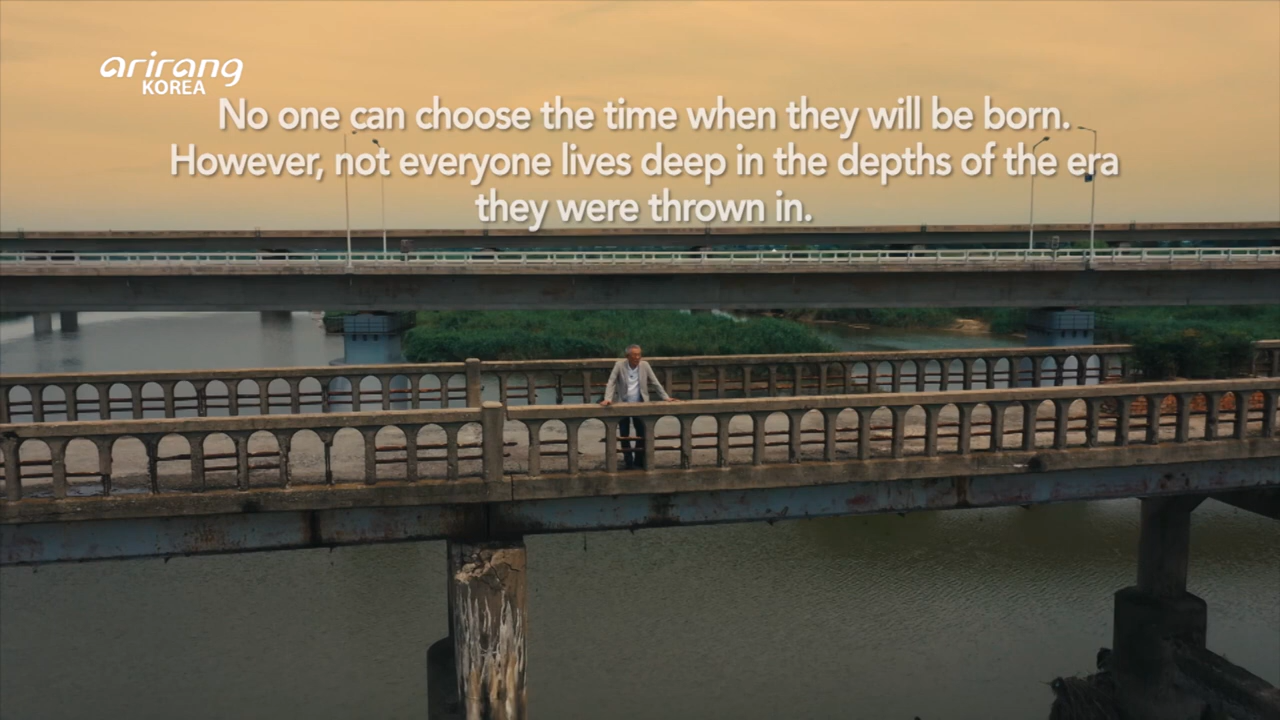 arirang
KOREA
No one can choose the time when they will be born.
However, not everyone lives deep in the depths of the era
they were thrown in.